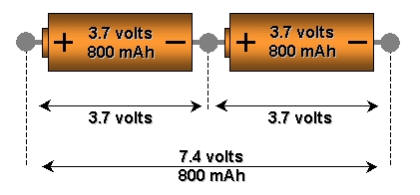 + 3.7 volts − + 3.7 volts −
800 mAh 800 mAh
3.7 volts 3.7 volts
7.4 volts
800 mAh